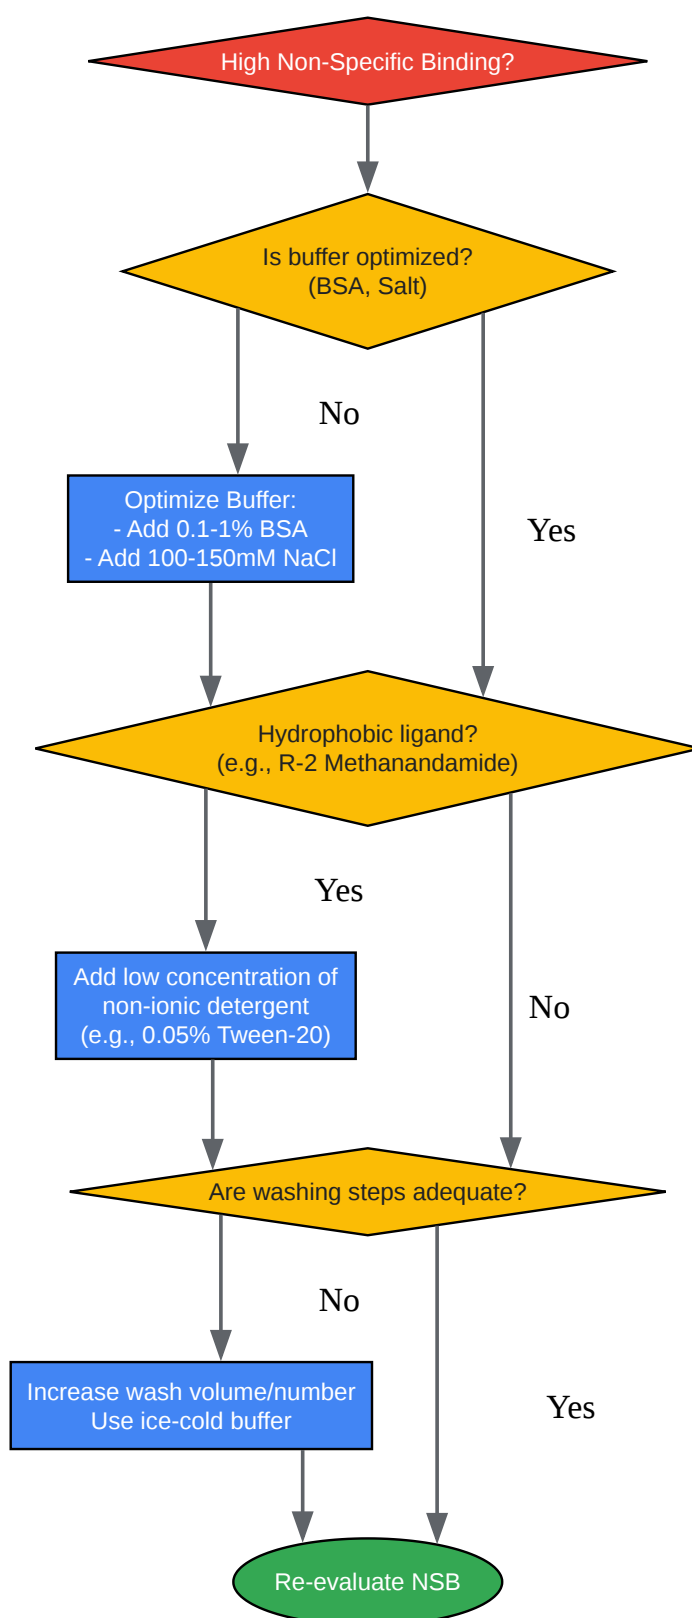 High Non-Specific Binding?
Is buffer optimized?
(BSA, Salt)
No
Optimize Buffer:
- Add 0.1-1% BSA
- Add 100-150mM NaCl
Yes
Hydrophobic ligand?
(e.g., R-2 Methanandamide)
Yes
Add low concentration of
non-ionic detergent
(e.g., 0.05% Tween-20)
No
Are washing steps adequate?
No
Increase wash volume/number
Use ice-cold buffer
Yes
Re-evaluate NSB